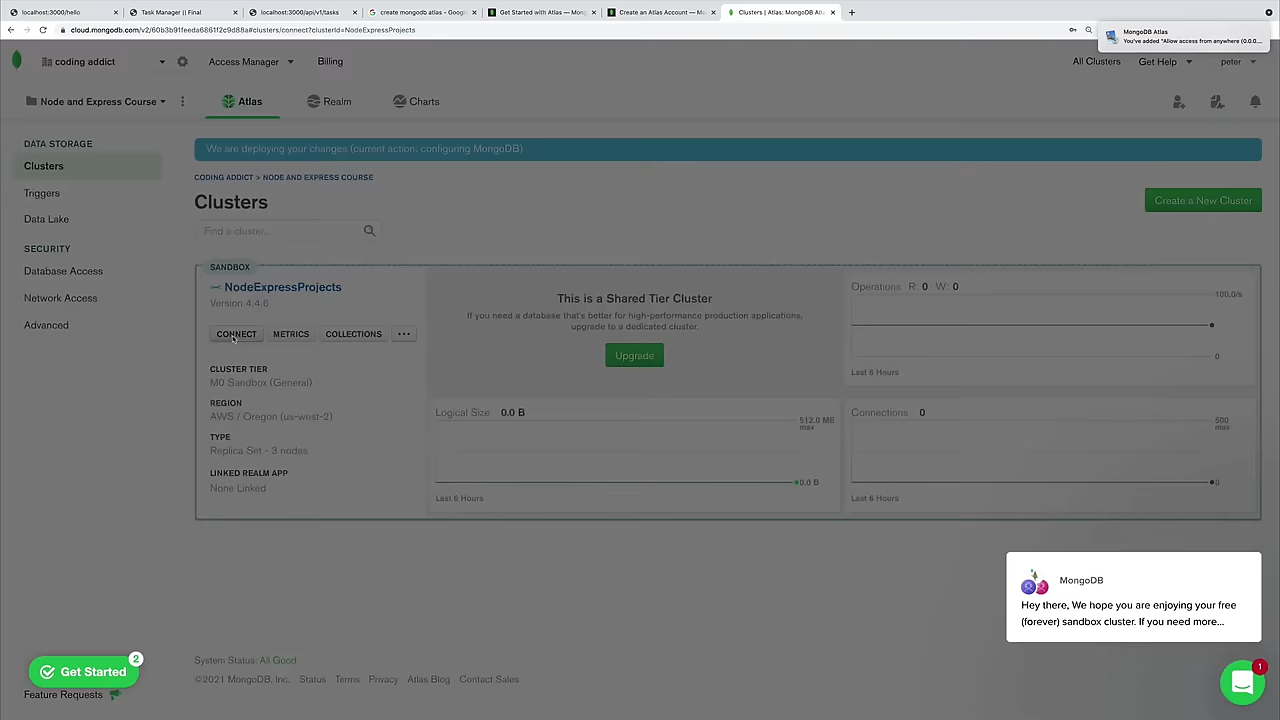 localhost:3000/hello
Task Manager || Final
localhost:3000/api/v1/tasks
create mongodb atlas - Googl
Get Started with Atlas — Mong
Create an Atlas Account — Mo
Clusters | Atlas: MongoDB Atla
cloud.mongodb.com/v2/60b3b91feeda6861f2c9d88a#clusters/connect?clusterId=NodeExpressProjects
MongoDB Atlas
You've added "Allow access from anywhere (0.0.0....
coding addict
Access Manager
Billing
All Clusters
Get Help
peter
Node and Express Course
Atlas
Realm
Charts
DATA STORAGE
Clusters
Triggers
Data Lake
SECURITY
Database Access
Network Access
Advanced
We are deploying your changes (current action: configuring MongoDB)
CODING ADDICT > NODE AND EXPRESS COURSE
Clusters
Create a New Cluster
Find a cluster...
SANDBOX
NodeExpressProjects
Version 4.4.6
CONNECT
METRICS
COLLECTIONS
CLUSTER TIER
M0 Sandbox (General)
REGION
AWS / Oregon (us-west-2)
TYPE
Replica Set - 3 nodes
LINKED REALM APP
None Linked
This is a Shared Tier Cluster
If you need a database that's better for high-performance production applications,
upgrade to a dedicated cluster.
Upgrade
Operations R: 0 W: 0
100.0/s
0
Last 6 Hours
Logical Size 0.0 B
512.0 MB
max
0.0 B
Last 6 Hours
Connections 0
500
max
0
Last 6 Hours
MongoDB
Hey there, We hope you are enjoying your free
(forever) sandbox cluster. If you need more...
1
Get Started
2
Feature Requests
System Status: All Good
©2021 MongoDB, Inc. Status Terms Privacy Atlas Blog Contact Sales